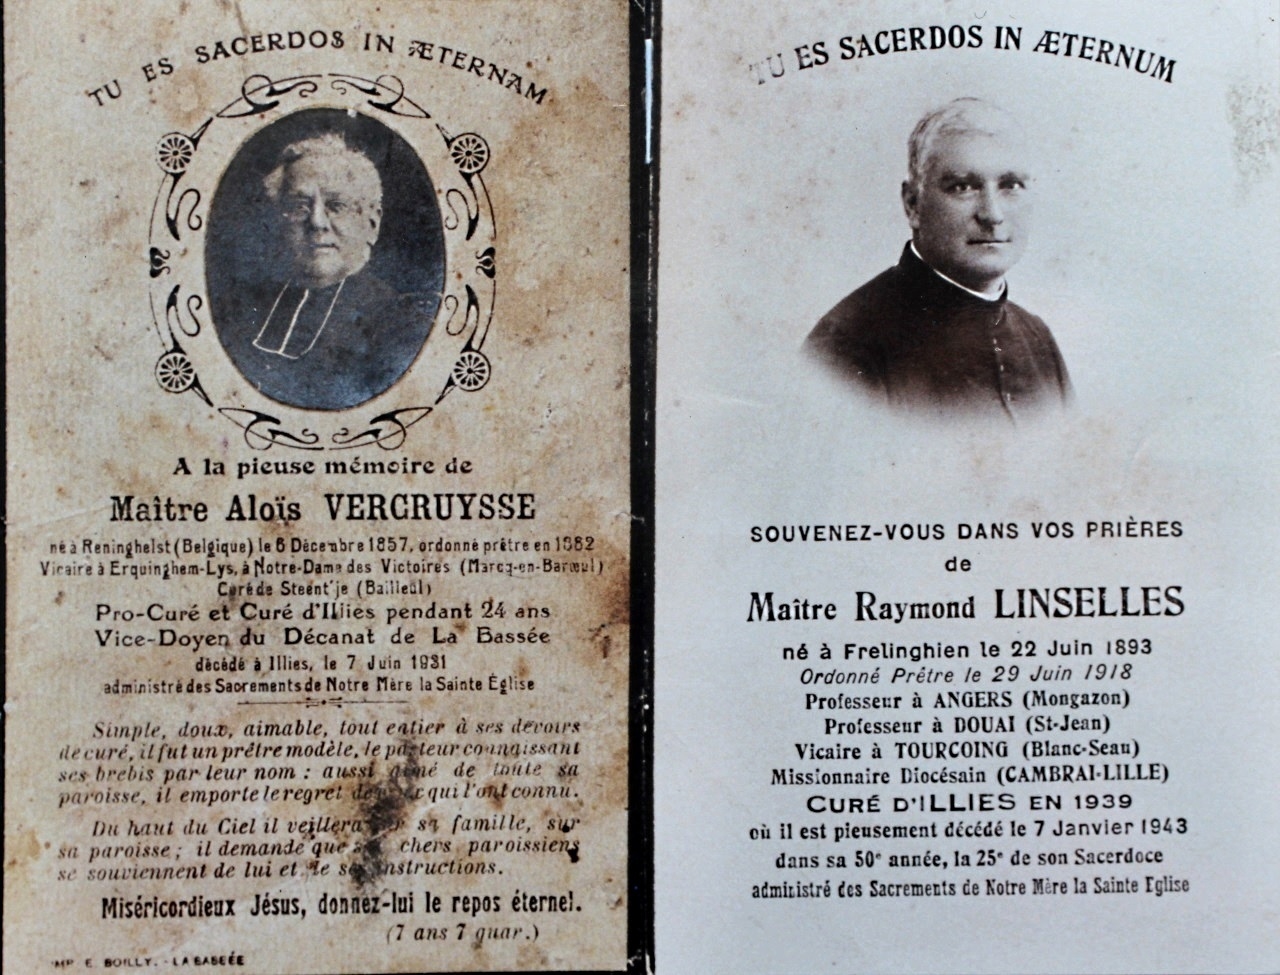 TU ES SACERDOS IN ÆTERNAM
A la pieuse mémoire de
Maître Aloïs VERCRUYSSE
né à Reninghelst (Belgique) le 6 Décembre 1857, ordonné prêtre en 1882
Vicaire à Erquinghem-Lys, à Notre-Dame des Victoires (Marcq-en-Barœul)
Curé de Steent'je (Bailleul)
Pro-Curé et Curé d'Illies pendant 24 ans
Vice-Doyen du Décanat de La Bassée
décédé à Illies, le 7 Juin 1931
administré des Sacrements de Notre Mère la Sainte Église
Simple, doux, aimable, tout entier à ses devoirs
de curé, il fut un prêtre modèle, le pasteur connaissant
ses brebis par leur nom : aussi aimé de toute sa
paroisse, il emporte le regret de ceux qui l'ont connu.
Du haut du Ciel il veillera sur sa famille, sur
sa paroisse ; il demande que ses chers paroissiens
se souviennent de lui et de ses instructions.
Miséricordieux Jésus, donnez-lui le repos éternel.
(7 ans 7 quar.)
IMP. E. BOILLY. - LA BASSÉE
TU ES SACERDOS IN ÆTERNUM
SOUVENEZ-VOUS DANS VOS PRIÈRES
de
Maître Raymond LINSELLES
né à Frelinghien le 22 Juin 1893
Ordonné Prêtre le 29 Juin 1918
Professeur à ANGERS (Mongazon)
Professeur à DOUAI (St-Jean)
Vicaire à TOURCOING (Blanc-Seau)
Missionnaire Diocésain (CAMBRAI-LILLE)
CURÉ D'ILLIES EN 1939
où il est pieusement décédé le 7 Janvier 1943
dans sa 50e année, la 25e de son Sacerdoce
administré des Sacrements de Notre Mère la Sainte Eglise